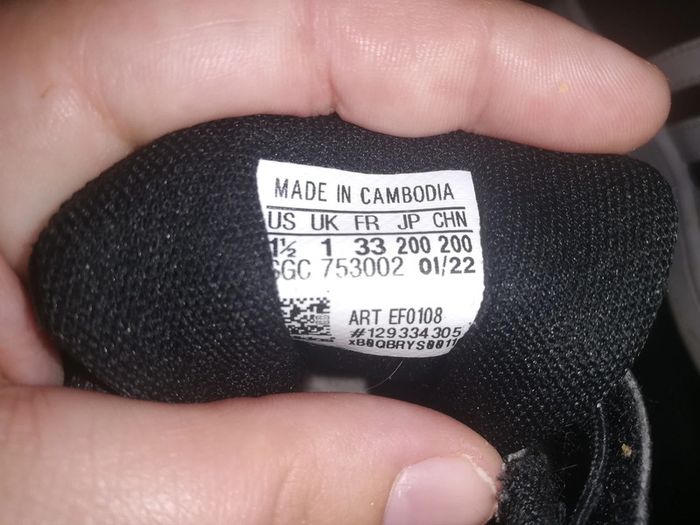 MADE IN CAMBODIA
US UK FR JP CHN
1½ 1 33 200 200
SGC 753002 01/22
ART EF0108
#129334305
xB0QBRYS0011